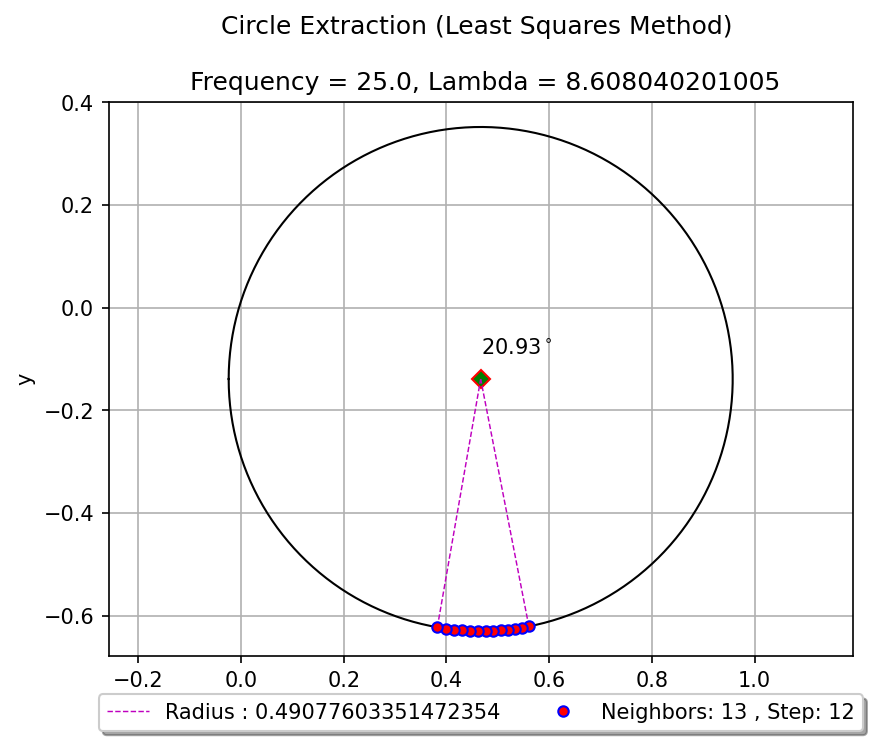 Circle Extraction (Least Squares Method)
Frequency = 25.0, Lambda = 8.608040201005
0.4
0.2
0.0
−0.2
−0.4
−0.6
y
20.93°
−0.2 0.0 0.2 0.4 0.6 0.8 1.0
Radius : 0.49077603351472354 Neighbors: 13 , Step: 12